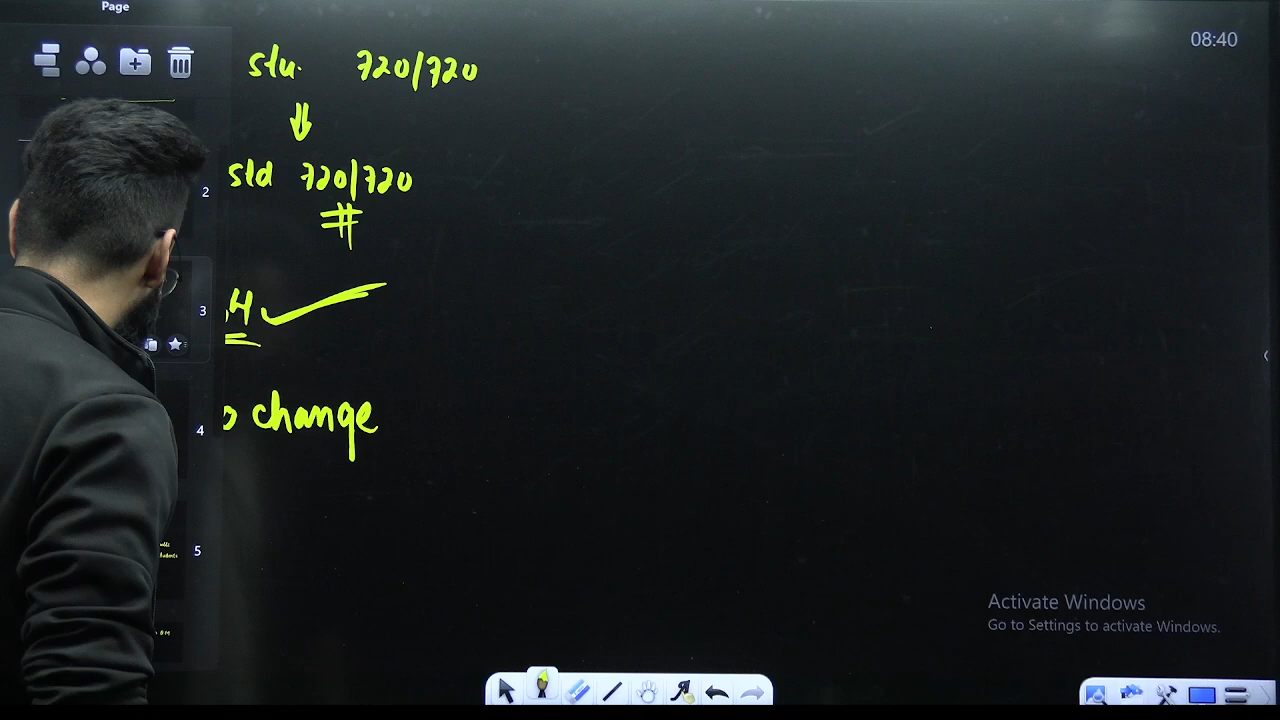 Page
08:40
stu. 720/720
std 720/720
2
H
3
change
4
5
Activate Windows
Go to Settings to activate Windows.